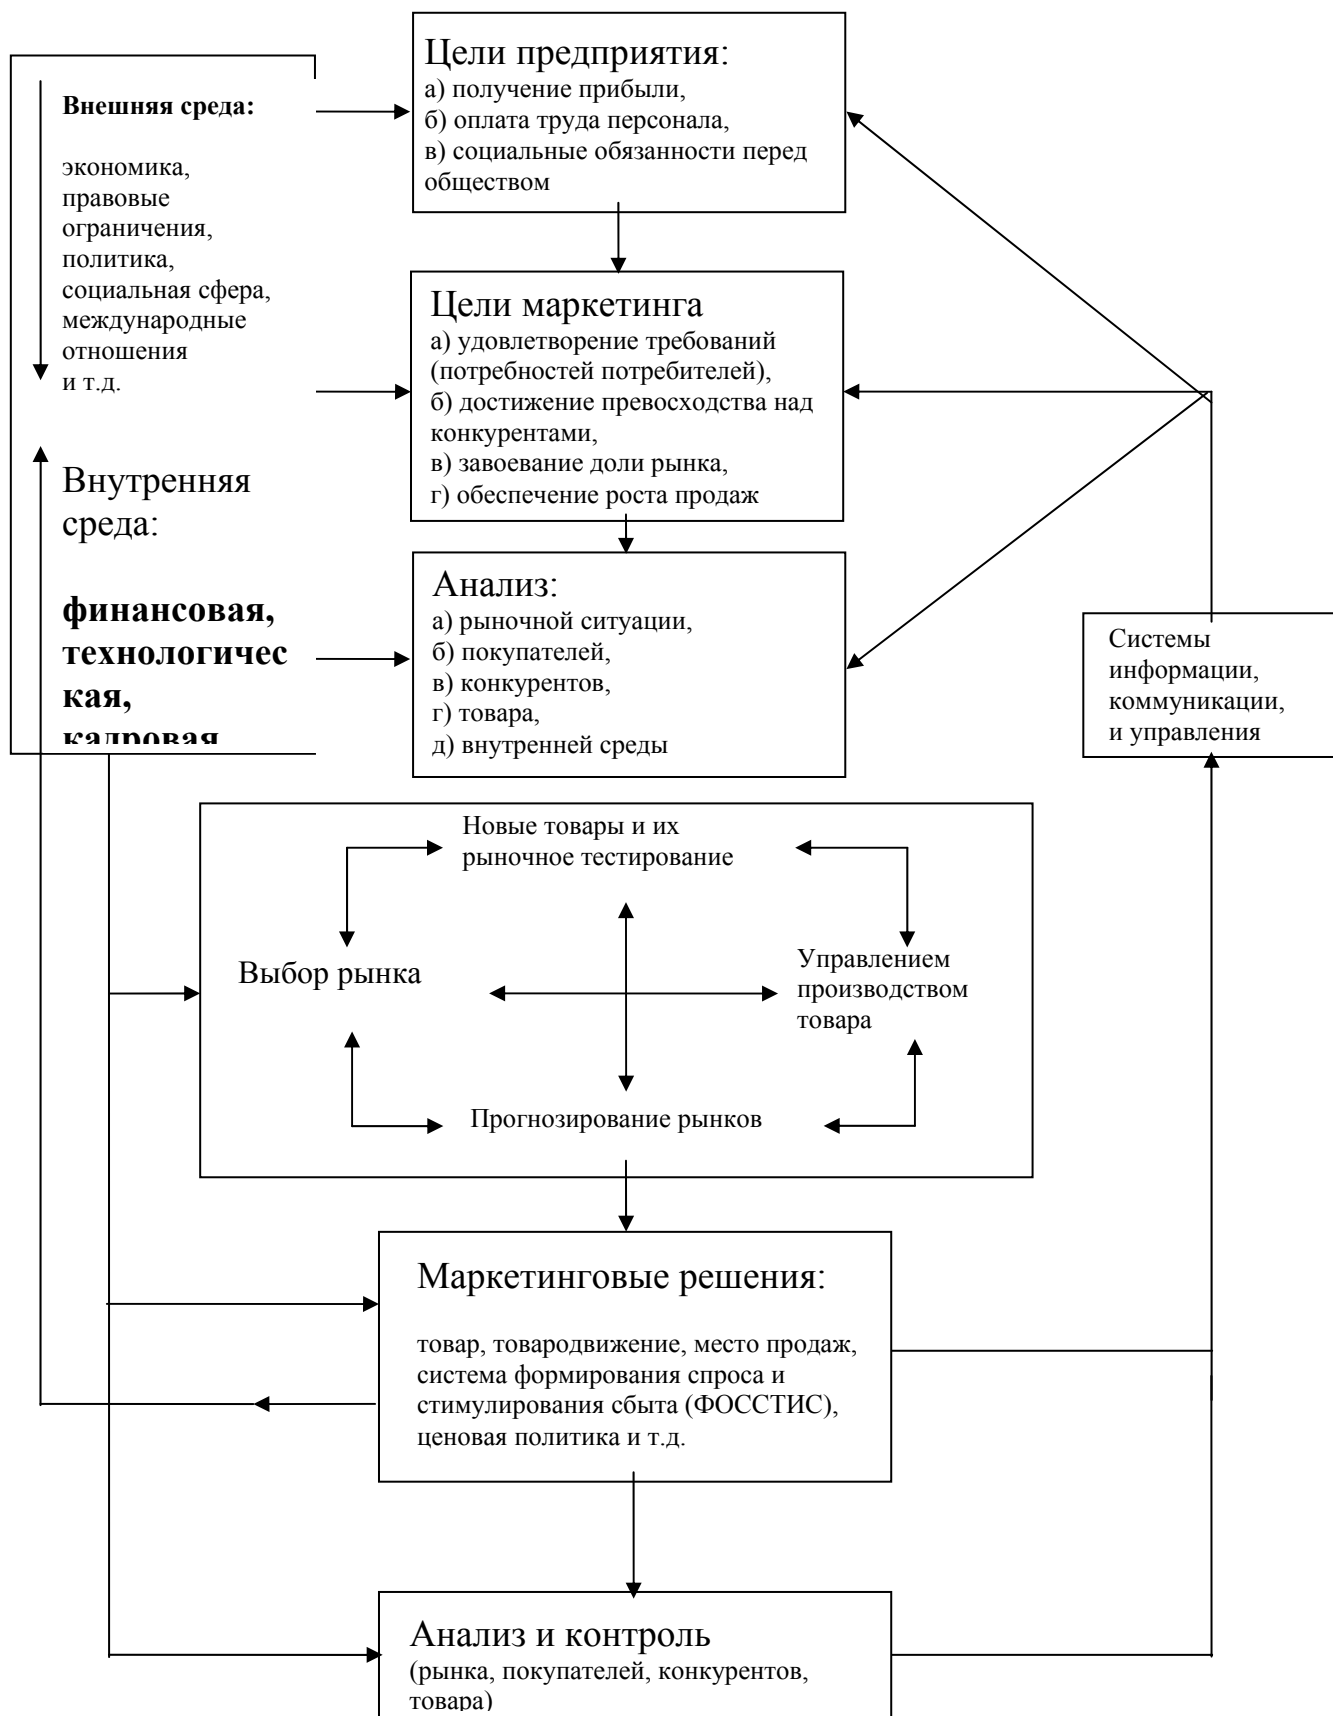 Цели предприятия:
а) получение прибыли,
б) оплата труда персонала,
в) социальные обязанности перед
обществом
Внешняя среда:
экономика,
правовые
ограничения,
политика,
социальная сфера,
международные
отношения
и т.д.
Внутренняя
среда:
финансовая,
технологичес
кая,
кадровая
Цели маркетинга
а) удовлетворение требований
(потребностей потребителей),
б) достижение превосходства над
конкурентами,
в) завоевание доли рынка,
г) обеспечение роста продаж
Анализ:
а) рыночной ситуации,
б) покупателей,
в) конкурентов,
г) товара,
д) внутренней среды
Системы
информации,
коммуникации,
и управления
Новые товары и их
рыночное тестирование
Выбор рынка
Управлением
производством
товара
Прогнозирование рынков
Маркетинговые решения:
товар, товародвижение, место продаж,
система формирования спроса и
стимулирования сбыта (ФОССТИС),
ценовая политика и т.д.
Анализ и контроль
(рынка, покупателей, конкурентов,
товара)